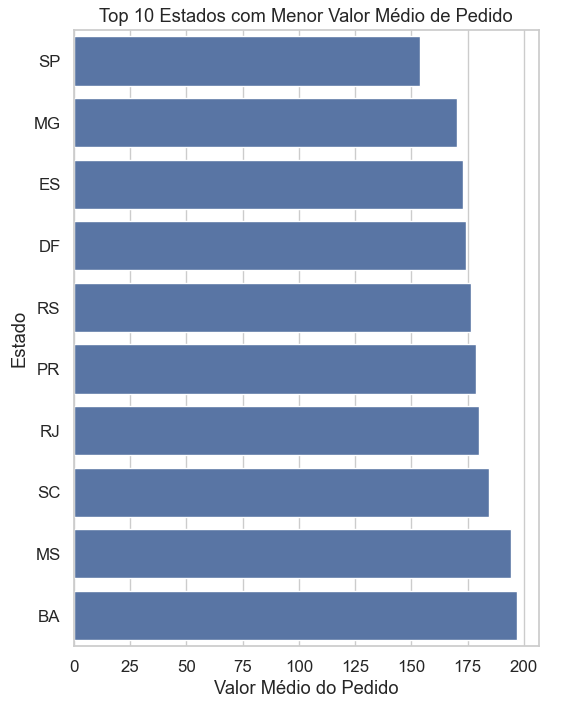 Top 10 Estados com Menor Valor Médio de Pedido
SP
MG
ES
DF
RS
PR
RJ
SC
MS
BA
Estado
0 25 50 75 100 125 150 175 200
Valor Médio do Pedido